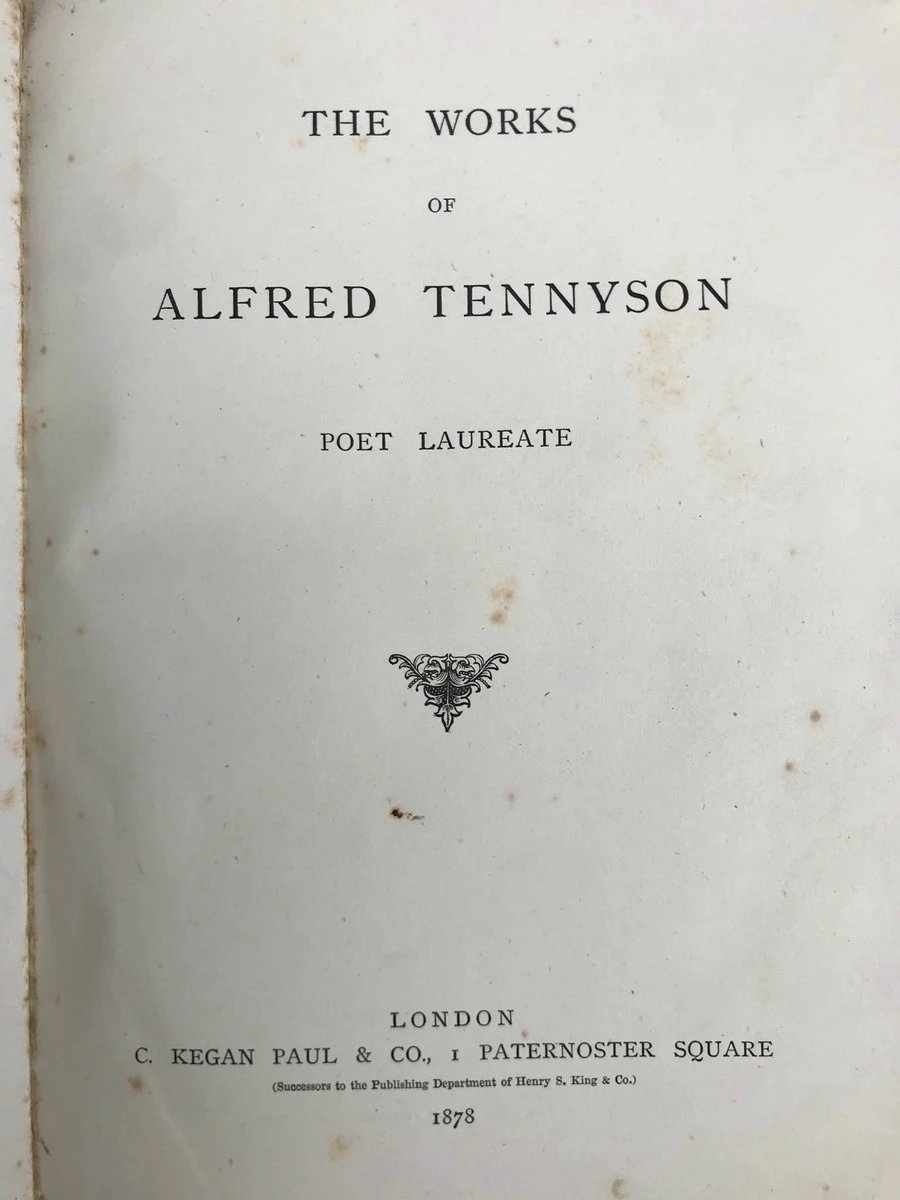 THE WORKS
OF
ALFRED TENNYSON
POET LAUREATE
LONDON
C. KEGAN PAUL & CO., 1 PATERNOSTER SQUARE
(Successors to the Publishing Department of Henry S. King & Co.)
1878